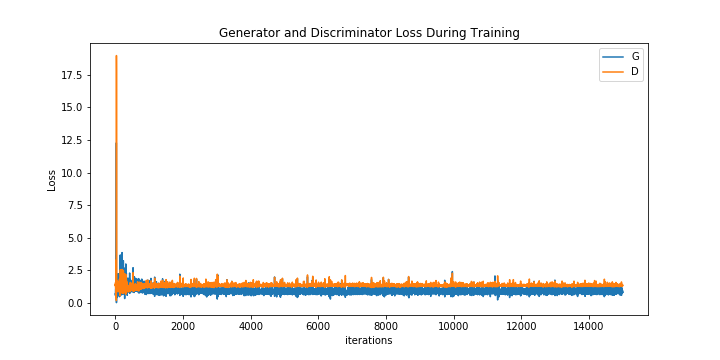 Generator and Discriminator Loss During Training
G
D
17.5
15.0
12.5
10.0
7.5
5.0
2.5
0.0
Loss
0 2000 4000 6000 8000 10000 12000 14000
iterations